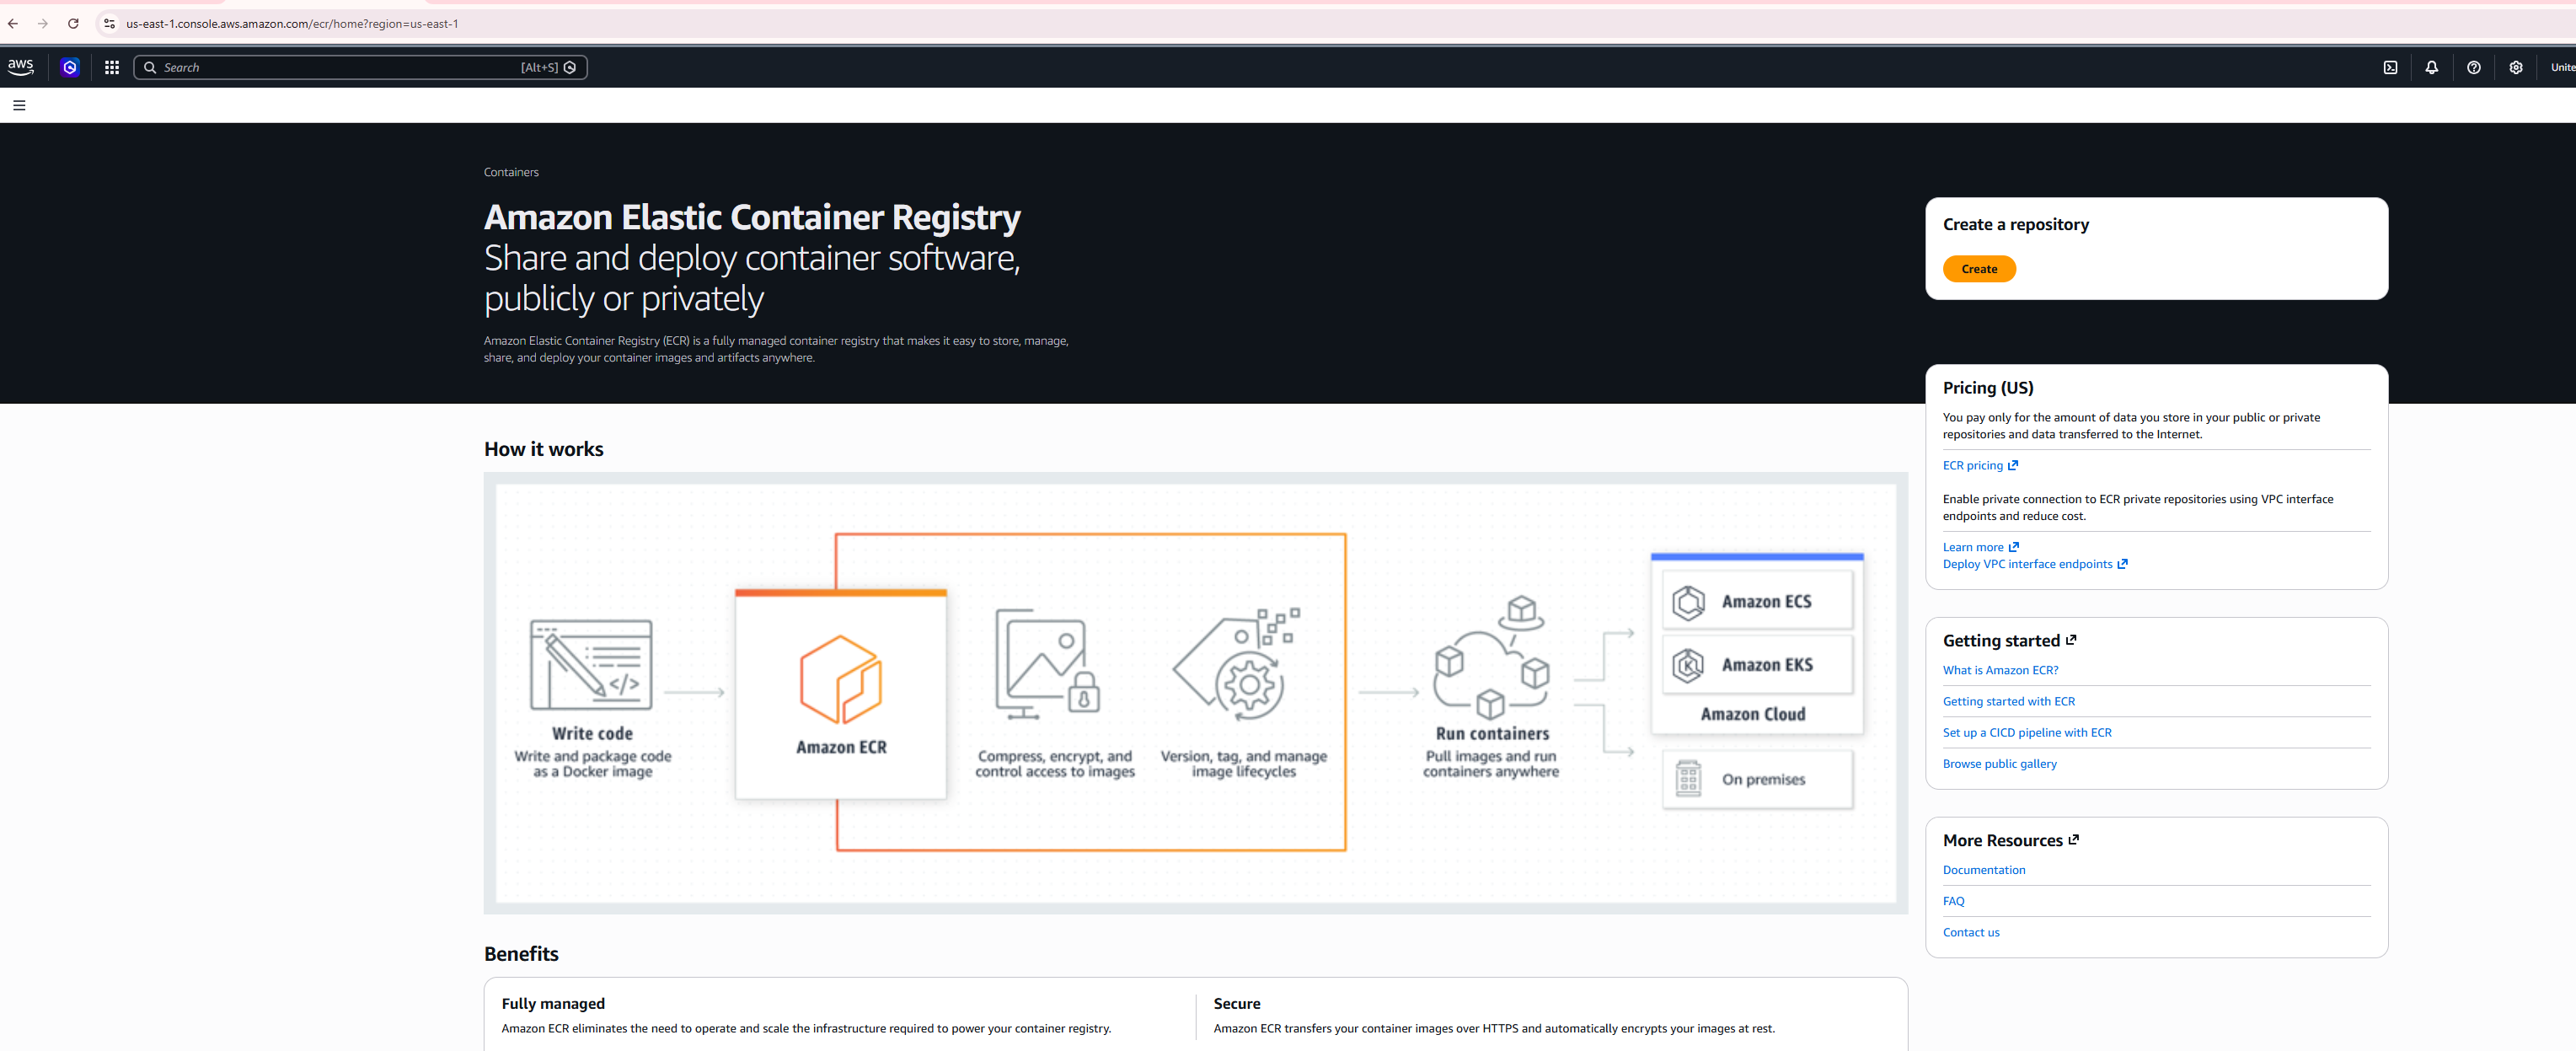 us-east-1.console.aws.amazon.com/ecr/home?region=us-east-1
aws
Search
[Alt+S]
Unite
Containers
Amazon Elastic Container Registry
Share and deploy container software,
publicly or privately
Amazon Elastic Container Registry (ECR) is a fully managed container registry that makes it easy to store, manage,
share, and deploy your container images and artifacts anywhere.
Create a repository
Create
Pricing (US)
You pay only for the amount of data you store in your public or private
repositories and data transferred to the Internet.
ECR pricing
Enable private connection to ECR private repositories using VPC interface
endpoints and reduce cost.
Learn more
Deploy VPC interface endpoints
Getting started
What is Amazon ECR?
Getting started with ECR
Set up a CICD pipeline with ECR
Browse public gallery
More Resources
Documentation
FAQ
Contact us
How it works
</>
Write code
Write and package code
as a Docker image
Amazon ECR
Compress, encrypt, and
control access to images
Version, tag, and manage
image lifecycles
Run containers
Pull images and run
containers anywhere
Amazon ECS
K
Amazon EKS
Amazon Cloud
On premises
Benefits
Fully managed
Amazon ECR eliminates the need to operate and scale the infrastructure required to power your container registry.
Secure
Amazon ECR transfers your container images over HTTPS and automatically encrypts your images at rest.